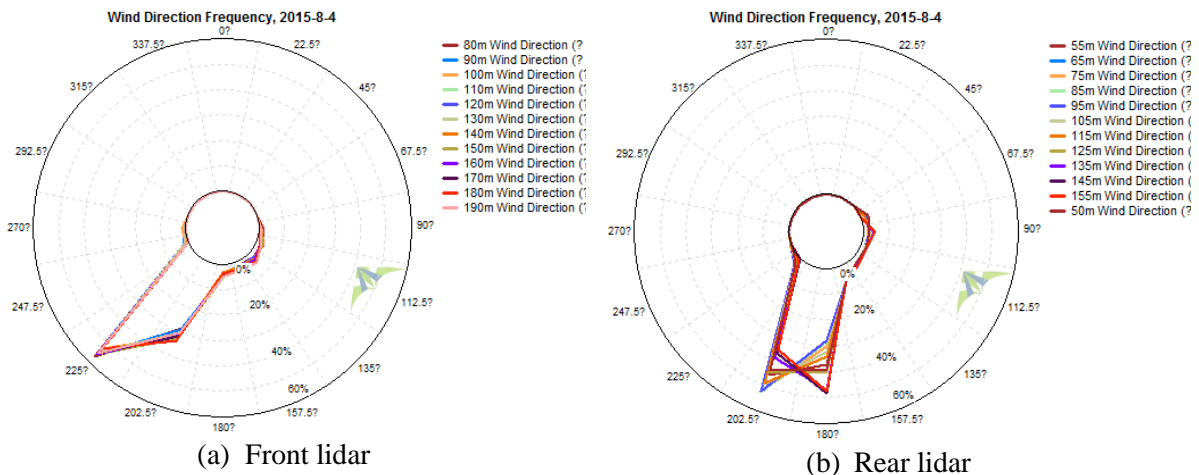 Wind Direction Frequency, 2015-8-4
0?
337.5?
22.5?
315?
45?
292.5?
67.5?
270?
90?
247.5?
112.5?
225?
135?
202.5?
157.5?
180?
0%
20%
40%
60%
80m Wind Direction (?
90m Wind Direction (?
100m Wind Direction (?
110m Wind Direction (?
120m Wind Direction (?
130m Wind Direction (?
140m Wind Direction (?
150m Wind Direction (?
160m Wind Direction (?
170m Wind Direction (?
180m Wind Direction (?
190m Wind Direction (?
(a) Front lidar
Wind Direction Frequency, 2015-8-4
0?
337.5?
22.5?
315?
45?
292.5?
67.5?
270?
90?
247.5?
112.5?
225?
135?
202.5?
157.5?
180?
0%
20%
40%
60%
55m Wind Direction (?
65m Wind Direction (?
75m Wind Direction (?
85m Wind Direction (?
95m Wind Direction (?
105m Wind Direction (?
115m Wind Direction (?
125m Wind Direction (?
135m Wind Direction (?
145m Wind Direction (?
155m Wind Direction (?
50m Wind Direction (?
(b) Rear lidar